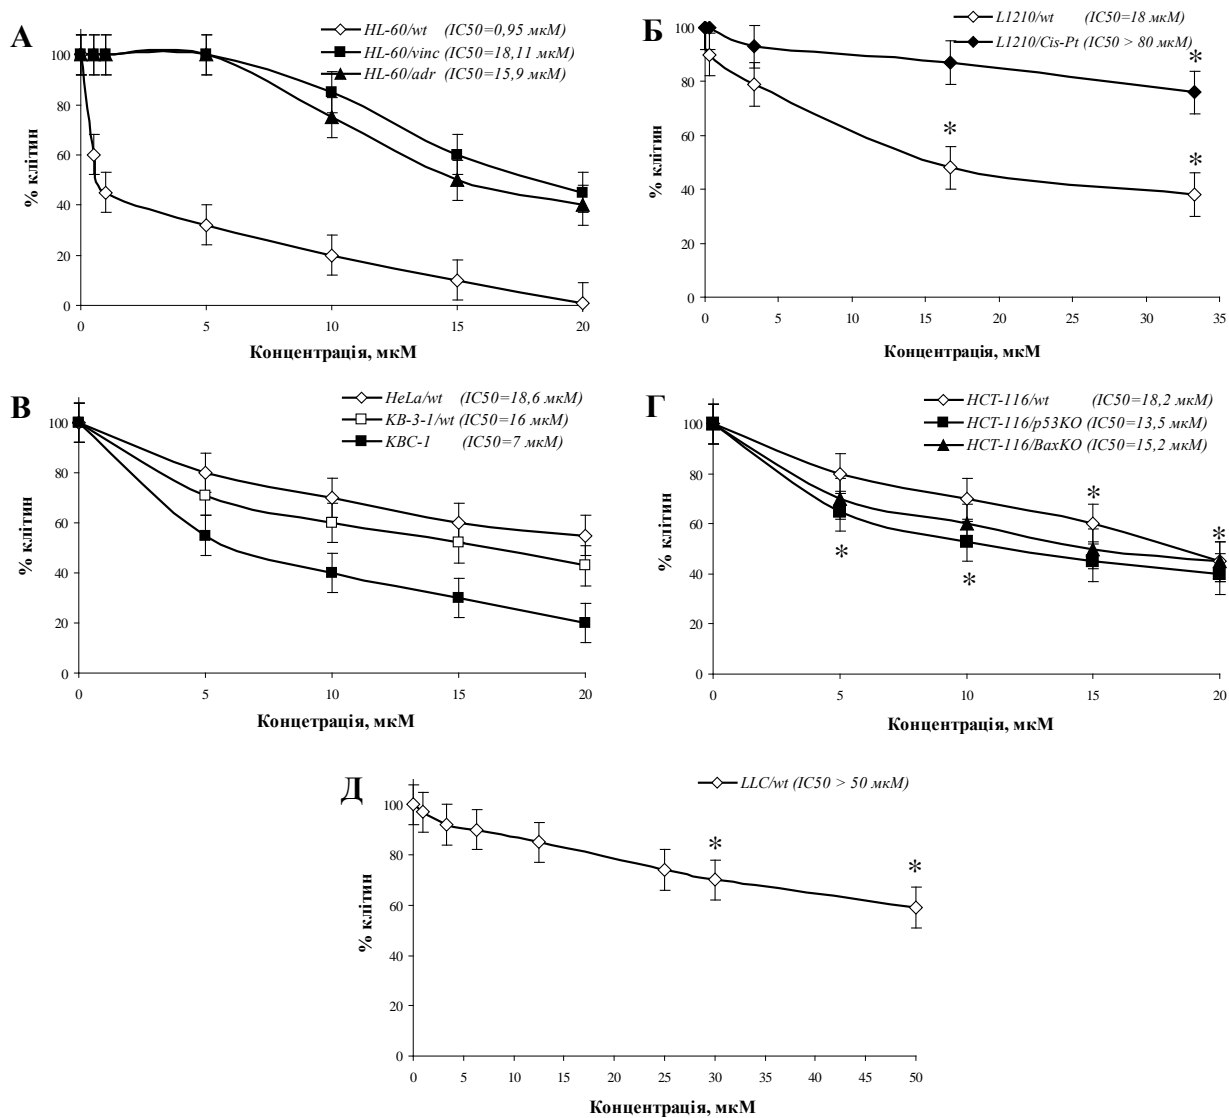 А
HL-60/wt (IC50=0,95 мкМ)
HL-60/vinc (IC50=18,11 мкМ)
HL-60/adr (IC50=15,9 мкМ)
% клітин
100
80
60
40
20
0
0 5 10 15 20
Концентрація, мкМ
Б
L1210/wt (IC50=18 мкМ)
L1210/Cis-Pt (IC50 > 80 мкМ)
% клітин
100
80
60
40
20
0
* * *
0 5 10 15 20 25 30 35
Концентрація, мкМ
В
HeLa/wt (IC50=18,6 мкМ)
KB-3-1/wt (IC50=16 мкМ)
KBC-1 (IC50=7 мкМ)
% клітин
100
80
60
40
20
0
0 5 10 15 20
Концетрація, мкМ
Г
HCT-116/wt (IC50=18,2 мкМ)
HCT-116/p53KO (IC50=13,5 мкМ)
HCT-116/BaxKO (IC50=15,2 мкМ)
% клітин
100
80
60
40
20
0
* * * *
0 5 10 15 20
Концентрація, мкМ
Д
LLC/wt (IC50 > 50 мкМ)
% клітин
100
80
60
40
20
0
* *
0 5 10 15 20 25 30 35 40 45 50
Концентрація, мкМ